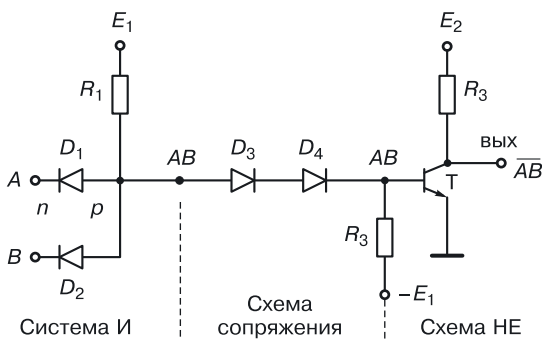 E1 E2
R1 R3
D1 AB D3 D4 AB вых
A n p T AB
B D2 R3
−E1
Система И
Схема сопряжения
Схема НЕ